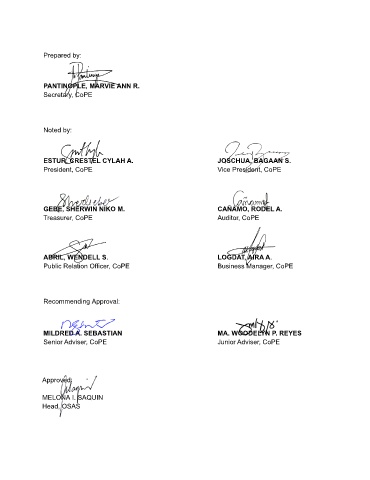 Prepared by:
PANTINOPLE, MARVIE ANN R.
Secretary, CoPE
Noted by:
ESTUR, CRESTEL CYLAH A.
President, CoPE
JOSCHUA, BAGAAN S.
Vice President, CoPE
GEBE, SHERWIN NIKO M.
Treasurer, CoPE
CAÑAMO, RODEL A.
Auditor, CoPE
ABRIL, WENDELL S.
Public Relation Officer, CoPE
LOGDAT, AIRA A.
Business Manager, CoPE
Recommending Approval:
MILDRED A. SEBASTIAN
Senior Adviser, CoPE
MA. WOODELYN P. REYES
Junior Adviser, CoPE
Approved:
MELONA I. SAQUIN
Head, OSAS